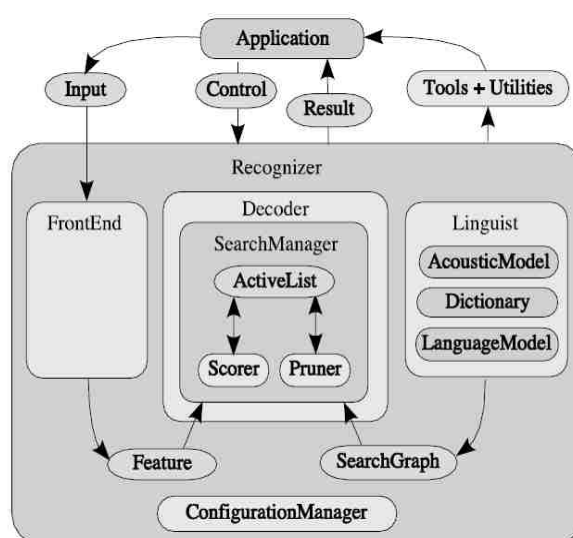 Application
Input
Control
Result
Tools + Utilities
Recognizer
FrontEnd
Decoder
SearchManager
ActiveList
Scorer
Pruner
Linguist
AcousticModel
Dictionary
LanguageModel
Feature
SearchGraph
ConfigurationManager